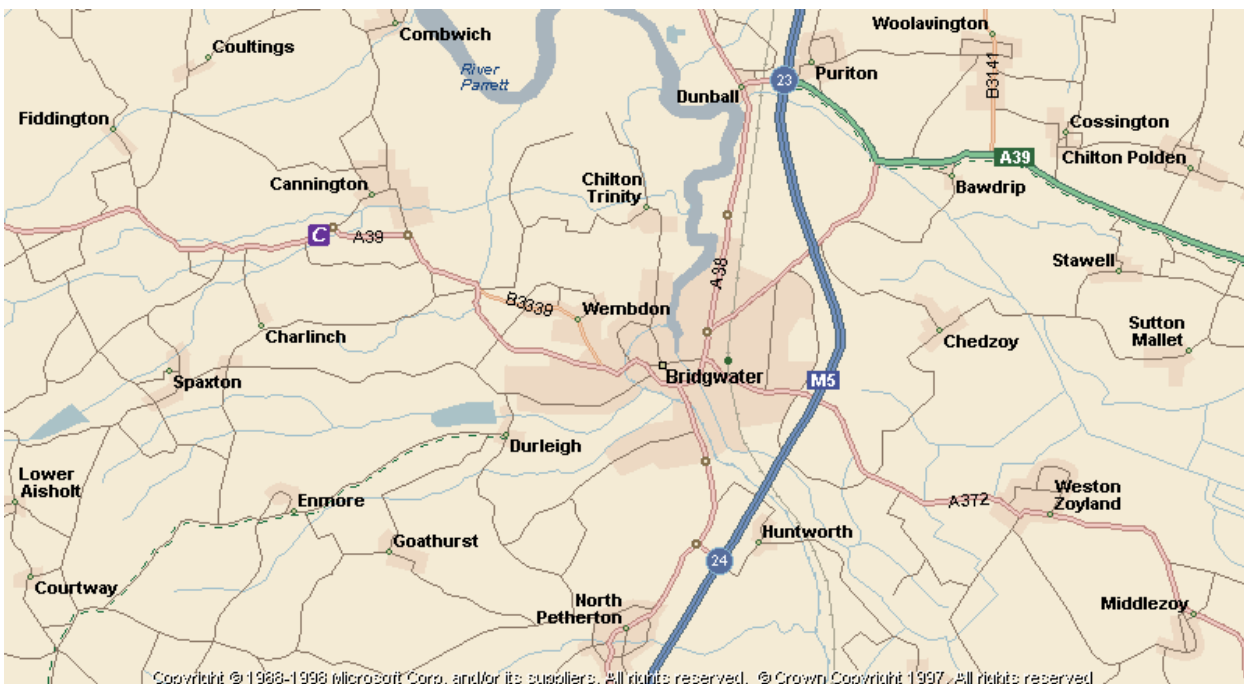 Woolavington
Combwich
Coultings
River
Parrett
Puriton
23
B3141
Dunball
Fiddington
Cossington
A39
Chilton Polden
Cannington
Chilton
Trinity
Bawdrip
C
A39
A38
Stawell
B3339
Wembdon
Charlinch
Chedzoy
Sutton
Mallet
Spaxton
Bridgwater
M5
Durleigh
Lower
Aisholt
Enmore
A372
Weston
Zoyland
Goathurst
Huntworth
24
Courtway
North
Petherton
Middlezoy
Copyright © 1988-1998 Microsoft Corp. and/or its suppliers. All rights reserved. © Crown Copyright 1997. All rights reserved